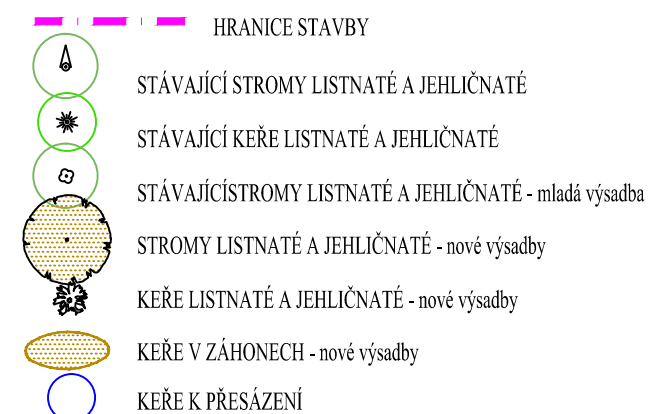 HRANICE STAVBY
STÁVAJÍCÍ STROMY LISTNATÉ A JEHLIČNATÉ
STÁVAJÍCÍ KEŘE LISTNATÉ A JEHLIČNATÉ
STÁVAJÍCÍSTROMY LISTNATÉ A JEHLIČNATÉ - mladá výsadba
STROMY LISTNATÉ A JEHLIČNATÉ - nové výsadby
KEŘE LISTNATÉ A JEHLIČNATÉ - nové výsadby
KEŘE V ZÁHONECH - nové výsadby
KEŘE K PŘESÁZENÍ